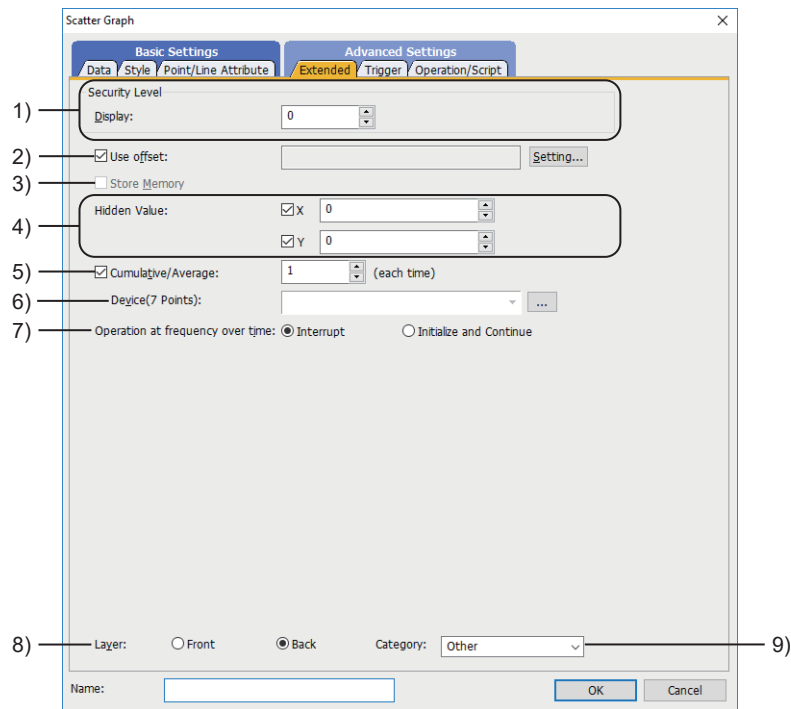 Scatter Graph
Basic Settings Advanced Settings
Data Style Point/Line Attribute Extended Trigger Operation/Script
Security Level
1) Display: 0
2) Use offset: Setting...
3) Store Memory
4) Hidden Value: X 0
Y 0
5) Cumulative/Average: 1 (each time)
6) Device(7 Points): ...
7) Operation at frequency over time: Interrupt Initialize and Continue
8) Layer: Front Back Category: Other 9)
Name: OK Cancel